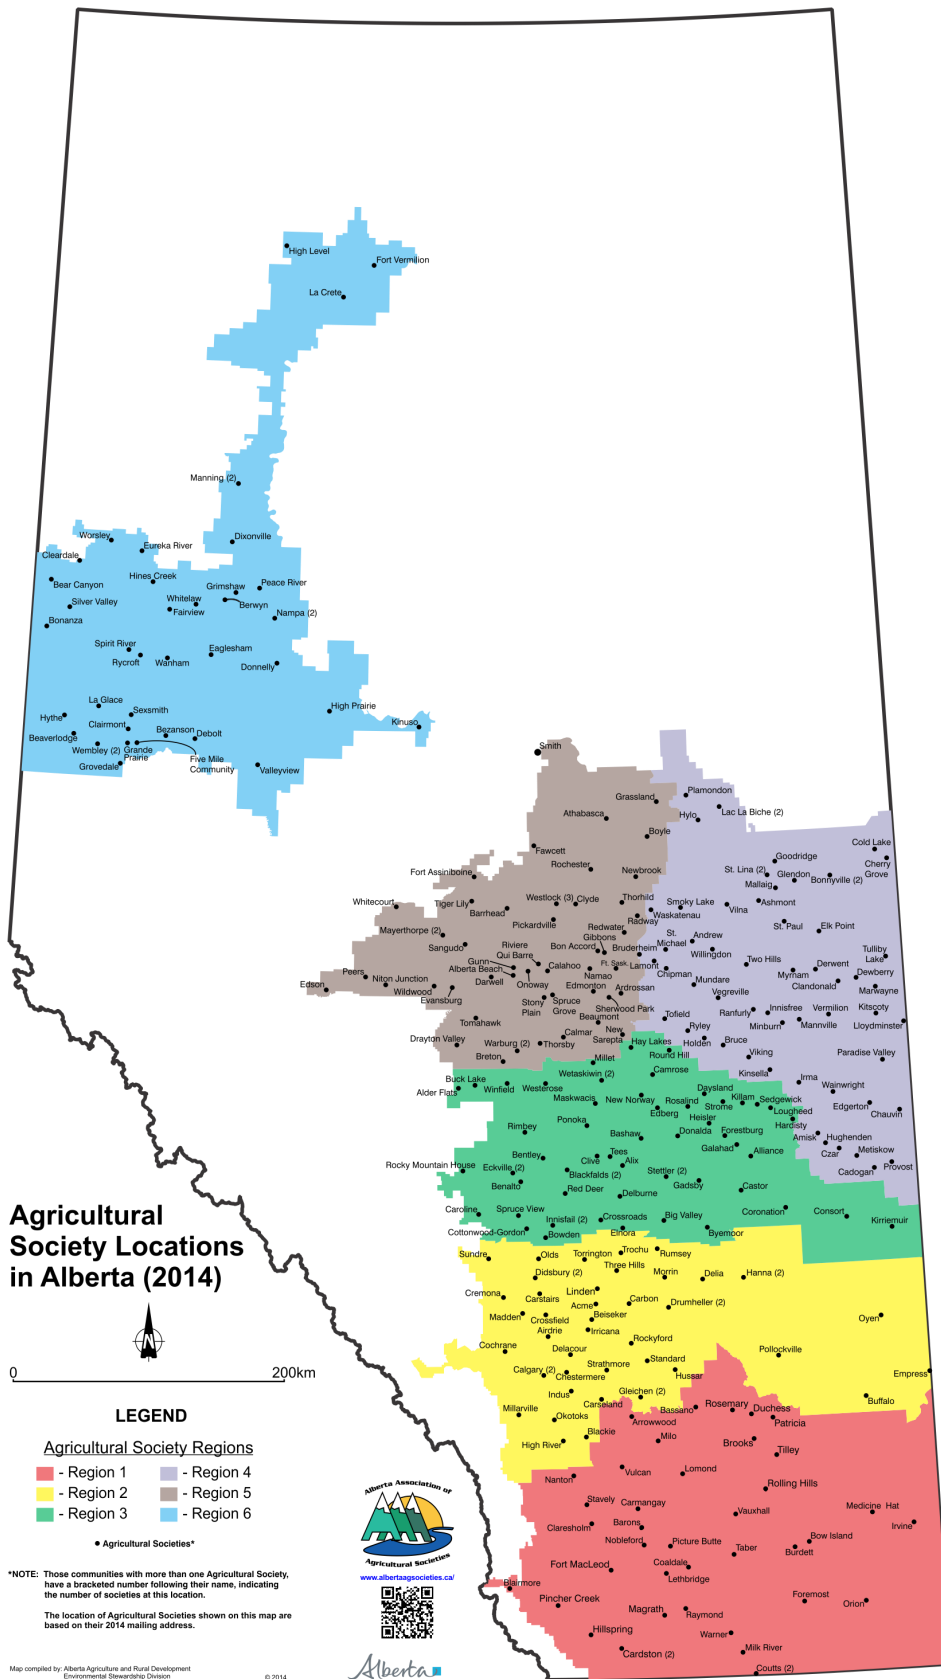 High Level
Fort Vermilion
La Crete
Manning (2)
Worsley
Eureka River
Dixonville
Cleardale
Bear Canyon
Hines Creek
Grimshaw
Peace River
Silver Valley
Whitelaw
Fairview
Berwyn
Nampa (2)
Bonanza
Spirit River
Rycroft
Wanham
Eaglesham
Donnelly
La Glace
Sexsmith
High Prairie
Hythe
Clairmont
Kinuso
Beaverlodge
Bezanson
Debolt
Wembley (2)
Grande
Prairie
Five Mile
Community
Grovedale
Valleyview
Smith
Plamondon
Grassland
Lac La Biche (2)
Athabasca
Hylo
Boyle
Cold Lake
Fawcett
Goodridge
Cherry
Grove
Rochester
St. Lina (2)
Glendon
Bonnyville (2)
Fort Assiniboine
Newbrook
Mallaig
Whitecourt
Tiger Lily
Barrhead
Westlock (3)
Clyde
Thorhild
Smoky Lake
Ashmont
Vilna
Waskatenau
Pickardville
Radway
St. Paul
Elk Point
Mayerthorpe (2)
Redwater
Gibbons
St.
Michael
Andrew
Sangudo
Riviere
Qui Barre
Bon Accord
Bruderheim
Willingdon
Tulliby
Lake
Gunn
Alberta Beach
Calahoo
Ft. Sask.
Lamont
Two Hills
Derwent
Peers
Darwell
Namao
Chipman
Myrnam
Dewberry
Edson
Niton Junction
Onoway
Edmonton
Ardrossan
Mundare
Clandonald
Wildwood
Evansburg
Stony
Plain
Spruce
Grove
Sherwood Park
Vegreville
Marwayne
Innisfree
Vermilion
Kitscoty
Tomahawk
Beaumont
Tofield
Ranfurly
Minburn
Mannville
Lloydminster
Calmar
New
Sarepta
Ryley
Drayton Valley
Warburg (2)
Thorsby
Hay Lakes
Holden
Bruce
Round Hill
Breton
Millet
Viking
Paradise Valley
Buck Lake
Wetaskiwin (2)
Camrose
Kinsella
Irma
Alder Flats
Winfield
Westerose
Daysland
Wainwright
Maskwacis
New Norway
Rosalind
Strome
Killam
Sedgewick
Edgerton
Edberg
Lougheed
Chauvin
Ponoka
Heisler
Hardisty
Rimbey
Donalda
Forestburg
Amisk
Hughenden
Bashaw
Galahad
Czar
Metiskow
Bentley
Tees
Alliance
Clive
Alix
Provost
Rocky Mountain House
Eckville (2)
Blackfalds (2)
Stettler (2)
Cadogan
Benalto
Red Deer
Gadsby
Castor
Delburne
Caroline
Spruce View
Innisfail (2)
Crossroads
Big Valley
Coronation
Consort
Kirriemuir
Cottonwood-Gordon
Bowden
Elnora
Byemoor
Sundre
Olds
Torrington
Trochu
Rumsey
Three Hills
Didsbury (2)
Morrin
Delia
Hanna (2)
Linden
Cremona
Carstairs
Acme
Carbon
Drumheller (2)
Madden
Crossfield
Beiseker
Oyen
Airdrie
Irricana
Rockyford
Cochrane
Delacour
Standard
Pollockville
Calgary (2)
Strathmore
Chestermere
Hussar
Empress
Indus
Gleichen (2)
Carseland
Buffalo
Millarville
Bassano
Rosemary
Duchess
Okotoks
Arrowwood
Patricia
Blackie
Milo
High River
Brooks
Tilley
Nanton
Vulcan
Lomond
Rolling Hills
Stavely
Carmangay
Vauxhall
Medicine Hat
Claresholm
Barons
Irvine
Nobleford
Picture Butte
Bow Island
Taber
Burdett
Fort MacLeod
Coaldale
Lethbridge
Blairmore
Foremost
Pincher Creek
Orion
Magrath
Raymond
Hillspring
Warner
Cardston (2)
Milk River
Coutts (2)
Agricultural
Society Locations
in Alberta (2014)
N
0
200km
LEGEND
Agricultural Society Regions
- Region 1
- Region 4
- Region 2
- Region 5
- Region 3
- Region 6
• Agricultural Societies*
*NOTE: Those communities with more than one Agricultural Society,
have a bracketed number following their name, indicating
the number of societies at this location.
The location of Agricultural Societies shown on this map are
based on their 2014 mailing address.
Alberta Association of
Agricultural Societies
www.albertaagsocieties.ca/
Map compiled by: Alberta Agriculture and Rural Development
Environmental Stewardship Division
© 2014
Alberta